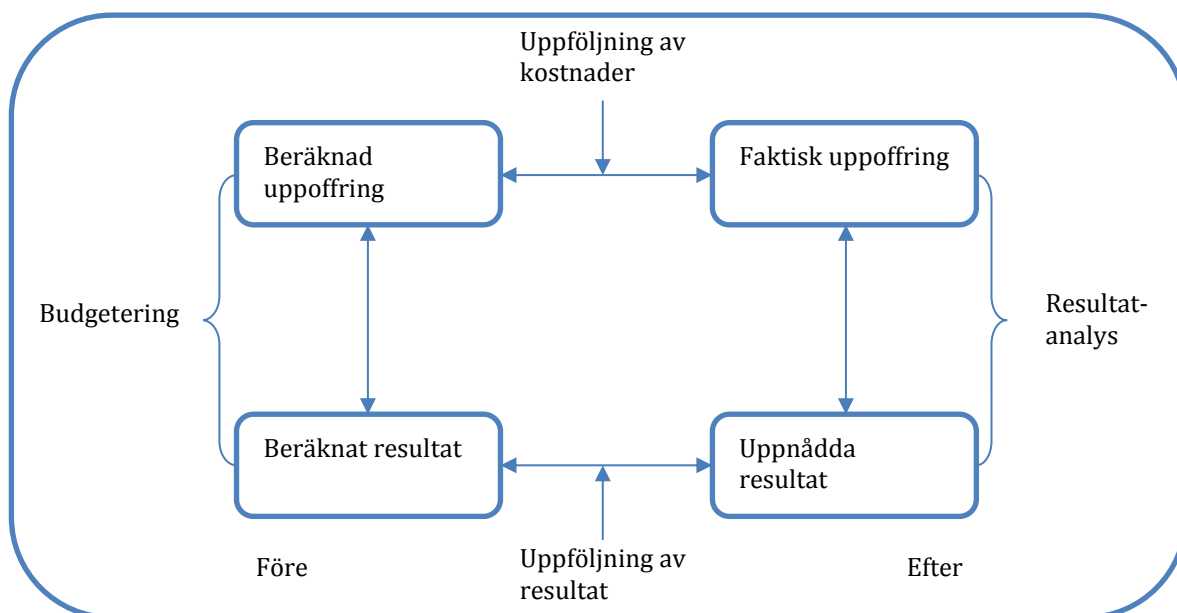 Uppföljning av
kostnader
Beräknad
uppoffring
Faktisk uppoffring
Budgetering
Resultat-
analys
Beräknat resultat
Uppnådda
resultat
Före
Uppföljning av
resultat
Efter